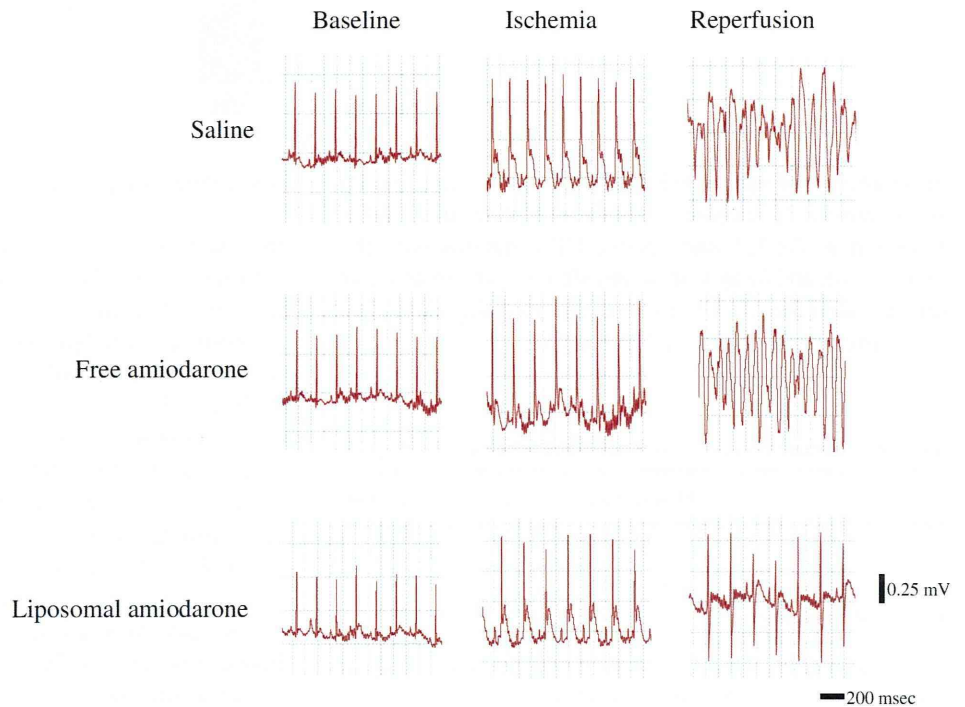 Baseline Ischemia Reperfusion
Saline
Free amiodarone
Liposomal amiodarone
0.25 mV
200 msec